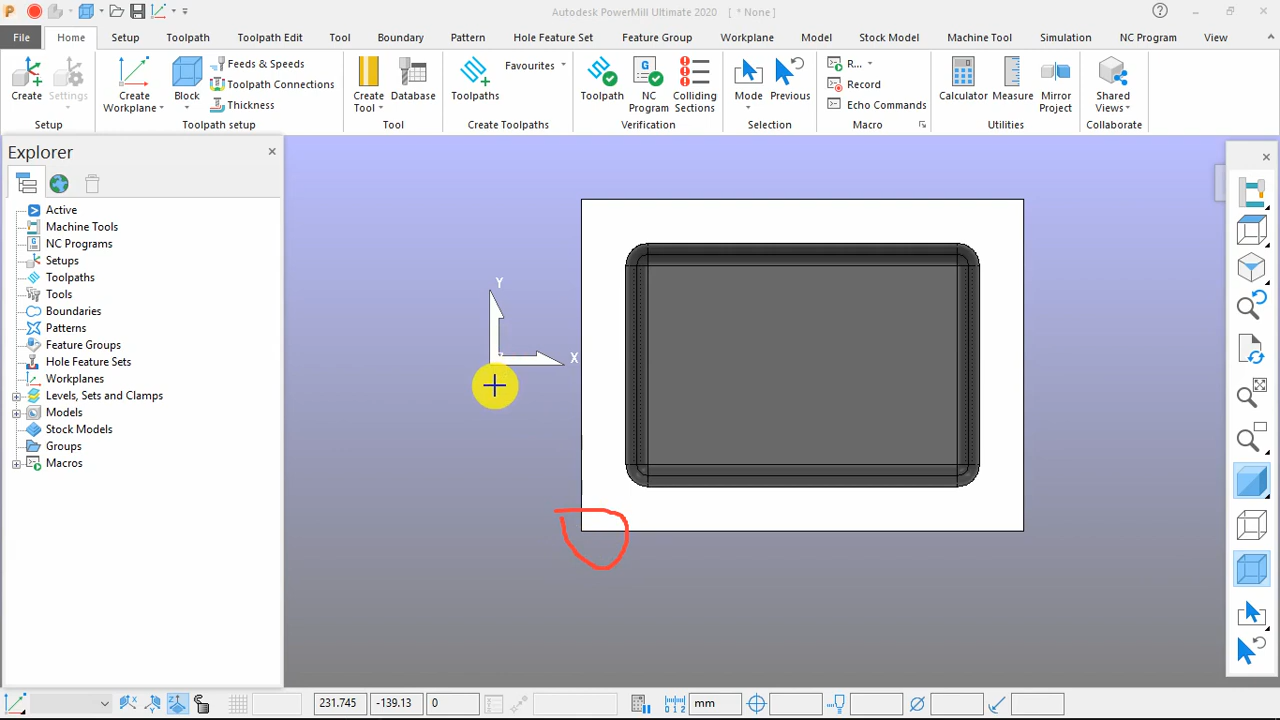 Autodesk PowerMill Ultimate 2020 [ * None ]
File Home Setup Toolpath Toolpath Edit Tool Boundary Pattern Hole Feature Set Feature Group Workplane Model Stock Model Machine Tool Simulation NC Program View
Create
Settings
Setup
Create Workplane
Block
Feeds & Speeds
Toolpath Connections
Thickness
Toolpath setup
Create Tool
Database
Tool
Toolpaths
Favourites
Create Toolpaths
Toolpath
NC Program
Colliding Sections
Verification
Mo...
Previous
Selection
R...
Record
Echo Commands
Macro
Calculator
Measure
Mirror Project
Utilities
Shared Views
Collaborate
Explorer
Active
Machine Tools
NC Programs
Setups
Toolpaths
Tools
Boundaries
Patterns
Feature Groups
Hole Feature Sets
Workplanes
Levels, Sets and Clamps
Models
Stock Models
Groups
Macros
Y
X
231.745 -139.13 0 mm